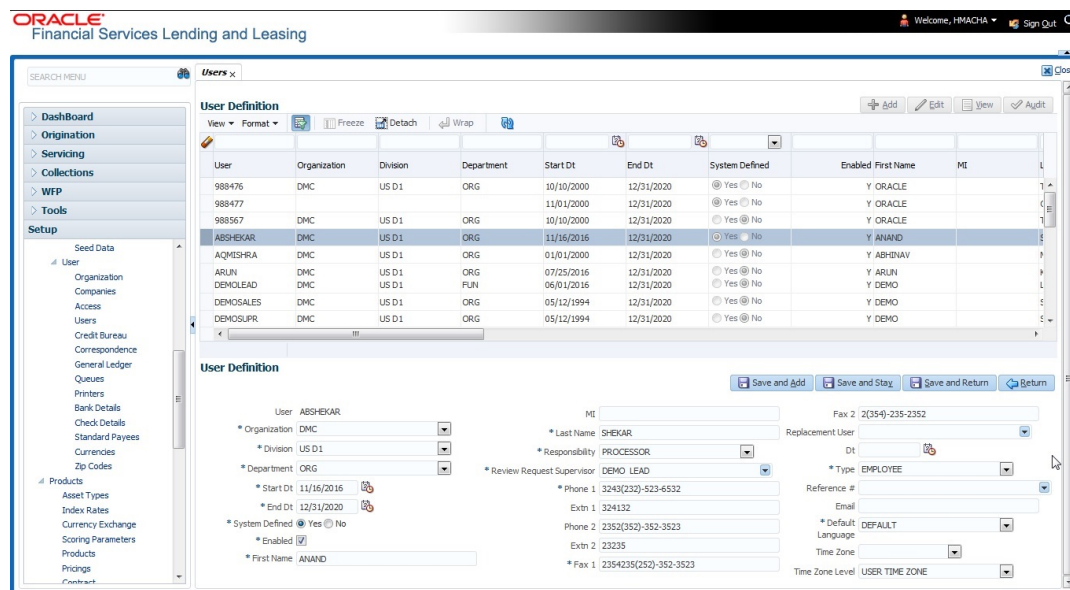 ORACLE
Financial Services Lending and Leasing
Welcome, HMACHA
Sign Out
SEARCH MENU
Users
Clos
DashBoard
Origination
Servicing
Collections
WFP
Tools
Setup
Seed Data
User
Organization
Companies
Access
Users
Credit Bureau
Correspondence
General Ledger
Queues
Printers
Bank Details
Check Details
Standard Payees
Currencies
Zip Codes
Products
Asset Types
Index Rates
Currency Exchange
Scoring Parameters
Products
Pricings
Contract
User Definition
Add Edit View Audit
View Format Freeze Detach Wrap
User Organization Division Department Start Dt End Dt System Defined Enabled First Name MI L
988476 DMC US D1 ORG 10/10/2000 12/31/2020 Yes No Y ORACLE T
988477 11/01/2000 12/31/2020 Yes No Y ORACLE
988567 DMC US D1 ORG 10/10/2000 12/31/2020 Yes No Y ORACLE T
ABSHEKAR DMC US D1 ORG 11/16/2016 12/31/2020 Yes No Y ANAND S
AQMISHRA DMC US D1 ORG 01/01/2000 12/31/2020 Yes No Y ABHINAV
ARUN DMC US D1 ORG 07/25/2016 12/31/2020 Yes No Y ARUN
DEMOLEAD DMC US D1 FUN 06/01/2016 12/31/2020 Yes No Y DEMO L
DEMOSALES DMC US D1 ORG 05/12/1994 12/31/2020 Yes No Y DEMO S
DEMOSUPR DMC US D1 ORG 05/12/1994 12/31/2020 Yes No Y DEMO S
User Definition
Save and Add Save and Stay Save and Return Return
User ABSHEKAR
* Organization DMC
* Division US D1
* Department ORG
* Start Dt 11/16/2016
* End Dt 12/31/2020
* System Defined Yes No
* Enabled
* First Name ANAND
MI
* Last Name SHEKAR
* Responsibility PROCESSOR
* Review Request Supervisor DEMO LEAD
* Phone 1 3243(232)-523-6532
Extn 1 324132
Phone 2 2352(352)-352-3523
Extn 2 23235
* Fax 1 2354235(252)-352-3523
Fax 2 2(354)-235-2352
Replacement User
Dt
* Type EMPLOYEE
Reference #
Email
* Default Language DEFAULT
Time Zone
Time Zone Level USER TIME ZONE